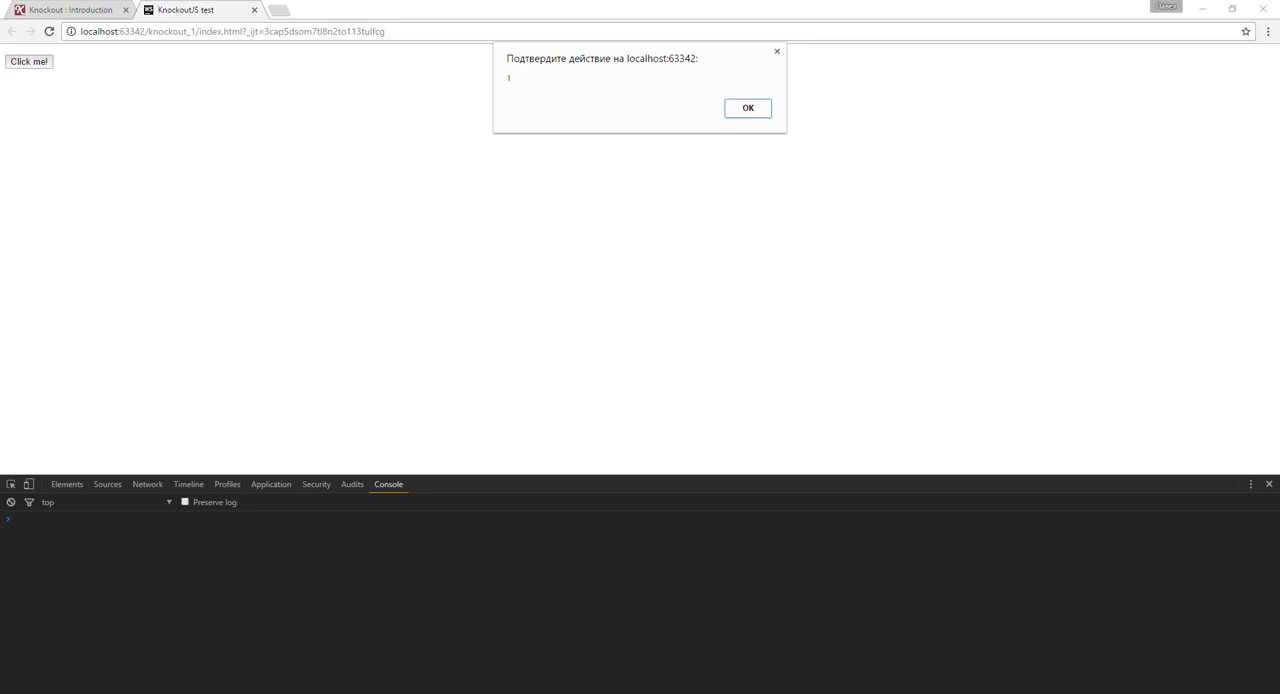 Knockout : Introduction
KnockoutJS test
Павел
localhost:63342/knockout_1/index.html?_ijt=3cap5dsom7tl8n2to113tulfcg
Click me!
Подтвердите действие на localhost:63342:
1
OK
Elements Sources Network Timeline Profiles Application Security Audits Console
top Preserve log